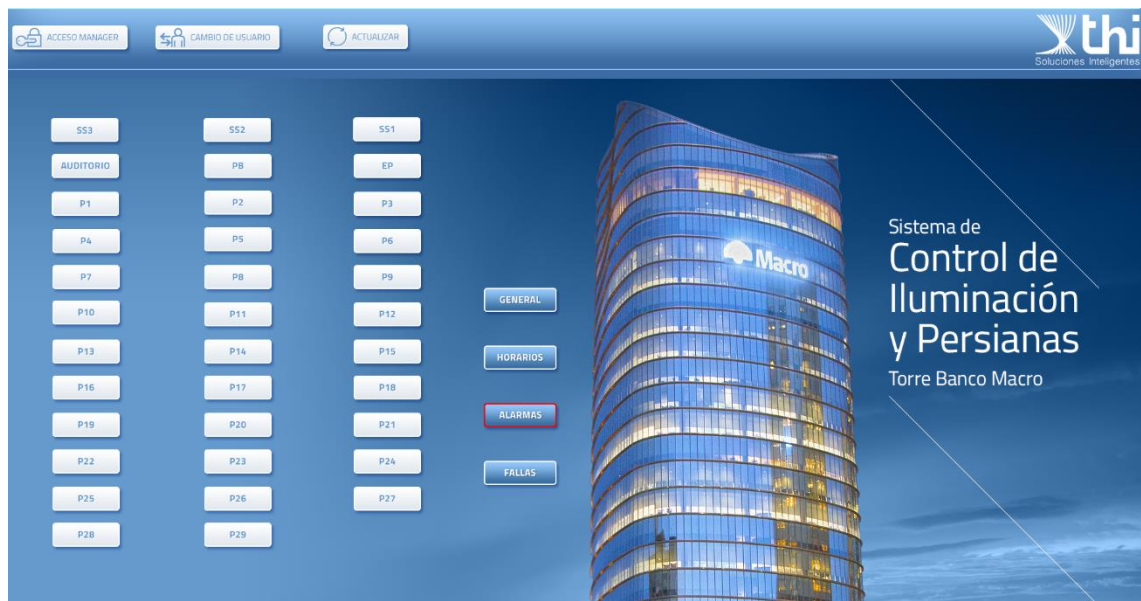 ACCESO MANAGER
CAMBIO DE USUARIO
ACTUALIZAR
thi
Soluciones Inteligentes
SS3
SS2
SS1
AUDITORIO
PB
EP
P1
P2
P3
P4
P5
P6
P7
P8
P9
P10
P11
P12
P13
P14
P15
P16
P17
P18
P19
P20
P21
P22
P23
P24
P25
P26
P27
P28
P29
GENERAL
HORARIOS
ALARMAS
FALLAS
Macro
Sistema de
Control de
Iluminación
y Persianas
Torre Banco Macro